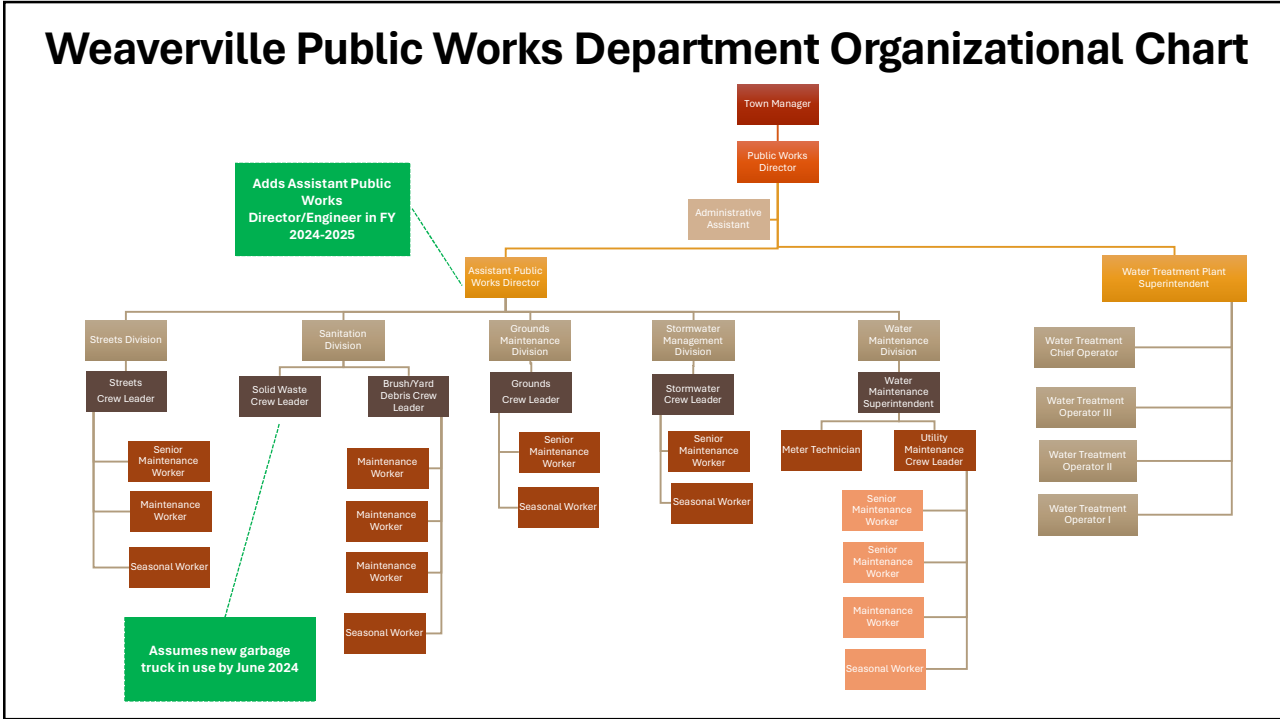 Weaverville Public Works Department Organizational Chart
Town Manager
Public Works
Director
Administrative
Assistant
Adds Assistant Public
Works
Director/Engineer in FY
2024-2025
Assistant Public
Works Director
Water Treatment Plant
Superintendent
Streets Division
Streets
Crew Leader
Senior
Maintenance
Worker
Maintenance
Worker
Seasonal Worker
Sanitation
Division
Solid Waste
Crew Leader
Assumes new garbage
truck in use by June 2024
Brush/Yard
Debris Crew
Leader
Maintenance
Worker
Maintenance
Worker
Maintenance
Worker
Seasonal Worker
Grounds
Maintenance
Division
Grounds
Crew Leader
Senior
Maintenance
Worker
Seasonal Worker
Stormwater
Management
Division
Stormwater
Crew Leader
Senior
Maintenance
Worker
Seasonal Worker
Water
Maintenance
Division
Water
Maintenance
Superintendent
Meter Technician
Utility
Maintenance
Crew Leader
Senior
Maintenance
Worker
Senior
Maintenance
Worker
Maintenance
Worker
Seasonal Worker
Water Treatment
Chief Operator
Water Treatment
Operator III
Water Treatment
Operator II
Water Treatment
Operator I